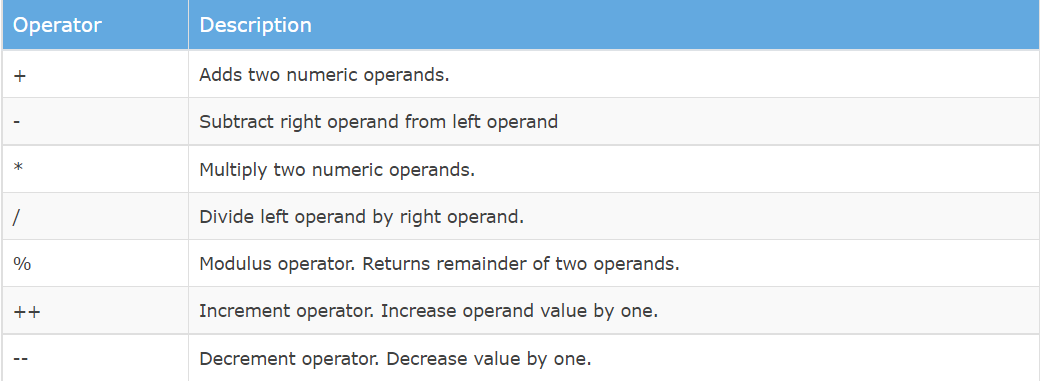 Operator Description
+ Adds two numeric operands.
- Subtract right operand from left operand
* Multiply two numeric operands.
/ Divide left operand by right operand.
% Modulus operator. Returns remainder of two operands.
++ Increment operator. Increase operand value by one.
-- Decrement operator. Decrease value by one.